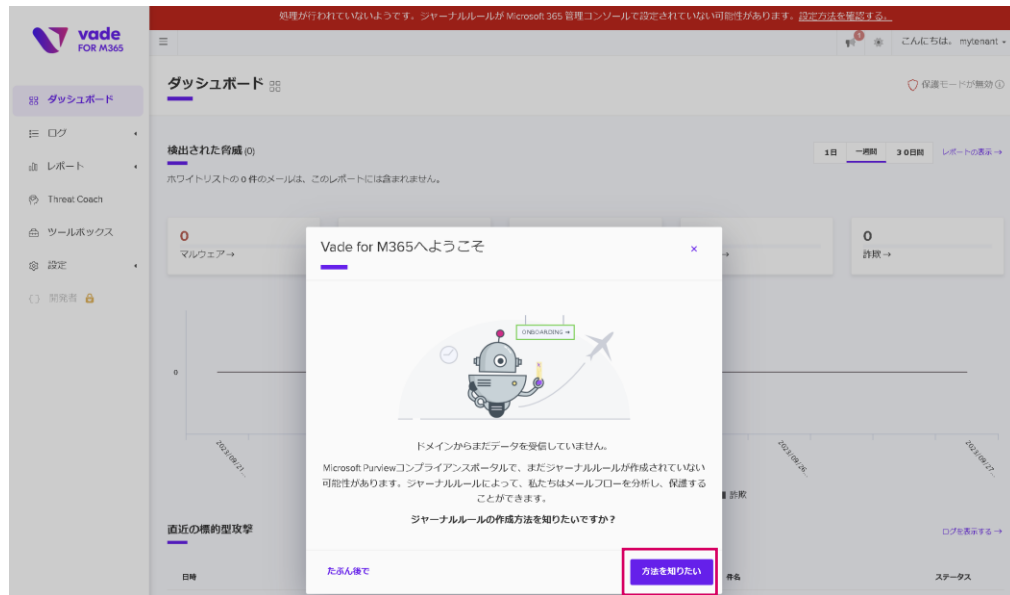 処理が行われていないようです。ジャーナルルールが Microsoft 365 管理コンソールで設定されていない可能性があります。設定方法を確認する。
vade
FOR M365
こんにちは。 mytenant
ダッシュボード
保護モードが無効
ダッシュボード
ログ
レポート
Threat Coach
ツールボックス
設定
開発者
検出された脅威 (0)
1日 一週間 30日間 レポートの表示 →
ホワイトリストの 0 件のメールは、このレポートには含まれません。
0
マルウェア →
→
0
詐欺 →
Vade for M365へようこそ
×
ONBOARDING →
0
ドメインからまだデータを受信していません。
Microsoft Purviewコンプライアンスポータルで、まだジャーナルルールが作成されていない
可能性があります。ジャーナルルールによって、私たちはメールフローを分析し、保護する
ことができます。
ジャーナルルールの作成方法を知りたいですか？
たぶん後で
方法を知りたい
2023/09/21...
2023/09/26...
2023/09/27...
詐欺
直近の標的型攻撃
ログを表示する →
日時
件名
ステータス